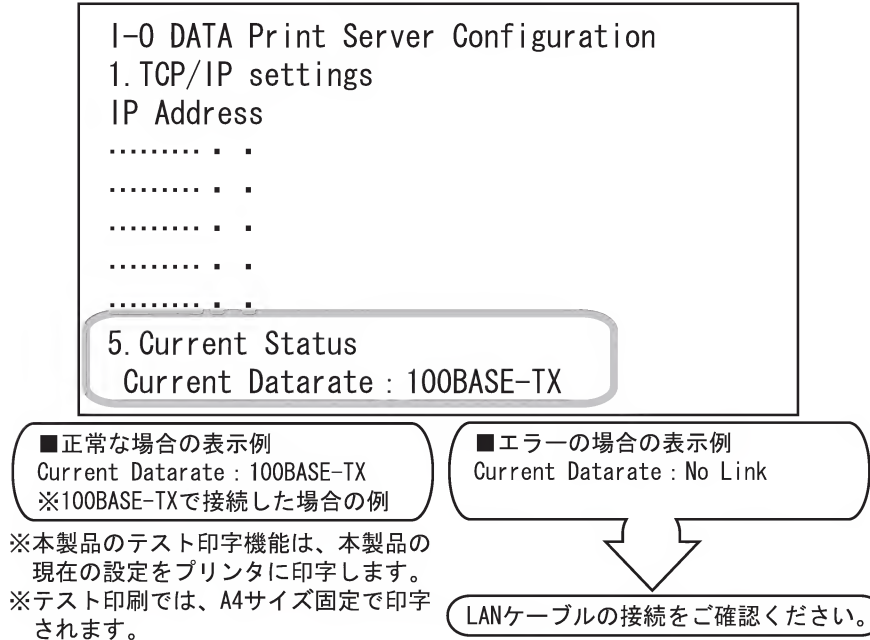 I-O DATA Print Server Configuration
1.TCP/IP settings
IP Address
......... . .
......... . .
......... . .
......... . .
......... . .
5.Current Status
Current Datarate：100BASE-TX
■正常な場合の表示例
Current Datarate：100BASE-TX
※100BASE-TXで接続した場合の例
※本製品のテスト印字機能は、本製品の
現在の設定をプリンタに印字します。
※テスト印刷では、A4サイズ固定で印字
されます。
■エラーの場合の表示例
Current Datarate：No Link
LANケーブルの接続をご確認ください。